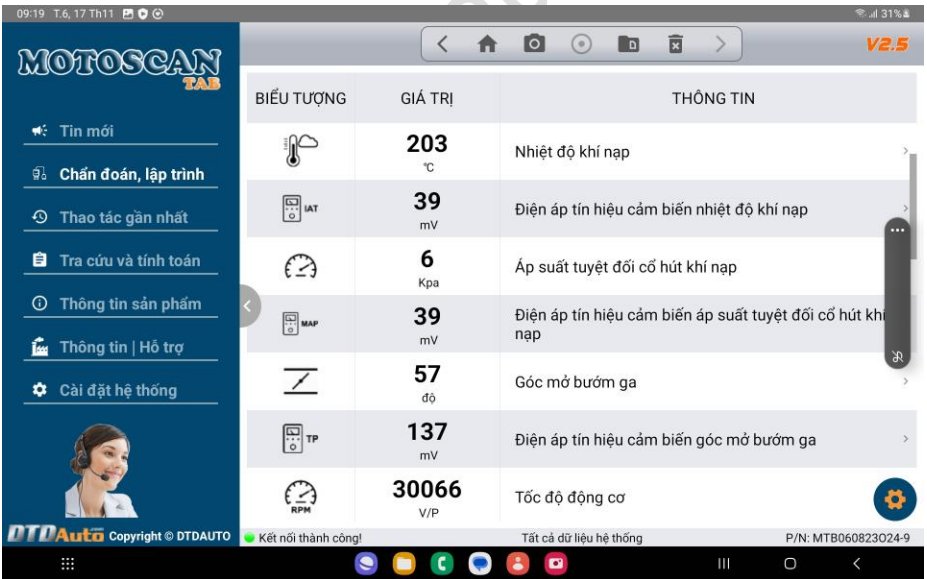 09:19 T.6, 17 Th11
31%
MOTOSCAN
TAB
V2.5
Tin mới
Chẩn đoán, lập trình
Thao tác gần nhất
Tra cứu và tính toán
Thông tin sản phẩm
Thông tin | Hỗ trợ
Cài đặt hệ thống
DTDAuto Copyright © DTDAUTO
BIỂU TƯỢNG GIÁ TRỊ THÔNG TIN
203
℃
Nhiệt độ khí nạp
IAT
39
mV
Điện áp tín hiệu cảm biến nhiệt độ khí nạp
6
Kpa
Áp suất tuyệt đối cổ hút khí nạp
MAP
39
mV
Điện áp tín hiệu cảm biến áp suất tuyệt đối cổ hút khí
nạp
57
độ
Góc mở bướm ga
TP
137
mV
Điện áp tín hiệu cảm biến góc mở bướm ga
RPM
30066
V/P
Tốc độ động cơ
Kết nối thành công!
Tất cả dữ liệu hệ thống
P/N: MTB060823O24-9